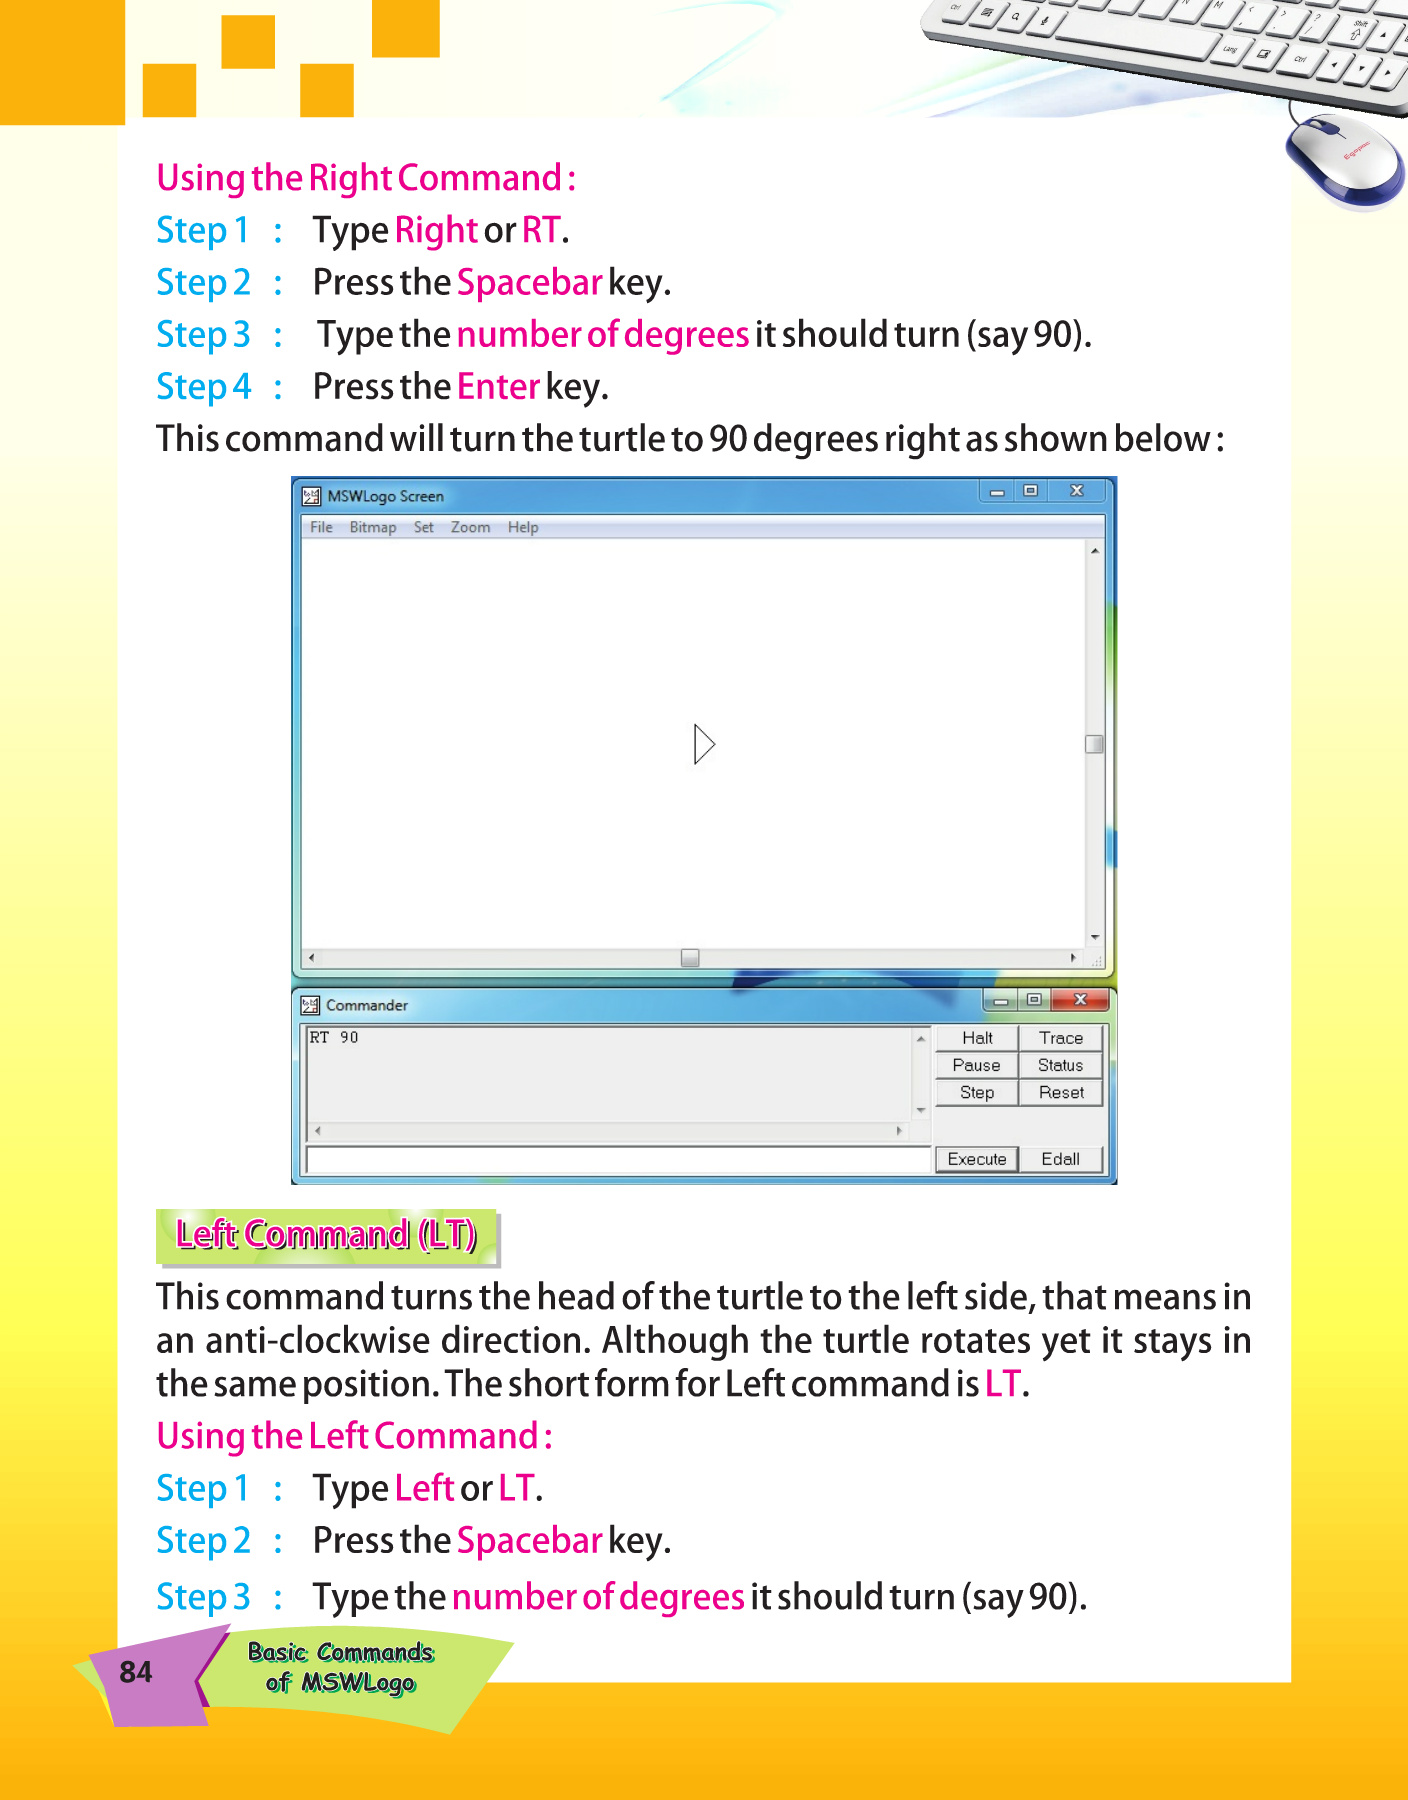 Using the Right Command :
Step 1 : Type Right or RT.
Step 2 : Press the Spacebar key.
Step 3 : Type the number of degrees it should turn (say 90).
Step 4 : Press the Enter key.
This command will turn the turtle to 90 degrees right as shown below :
MSWLogo Screen
File Bitmap Set Zoom Help
Commander
RT 90
Halt Trace
Pause Status
Step Reset
Execute Edall
Left Command (LT)
This command turns the head of the turtle to the left side, that means in
an anti-clockwise direction. Although the turtle rotates yet it stays in
the same position. The short form for Left command is LT.
Using the Left Command :
Step 1 : Type Left or LT.
Step 2 : Press the Spacebar key.
Step 3 : Type the number of degrees it should turn (say 90).
84
Basic Commands
of MSWLogo